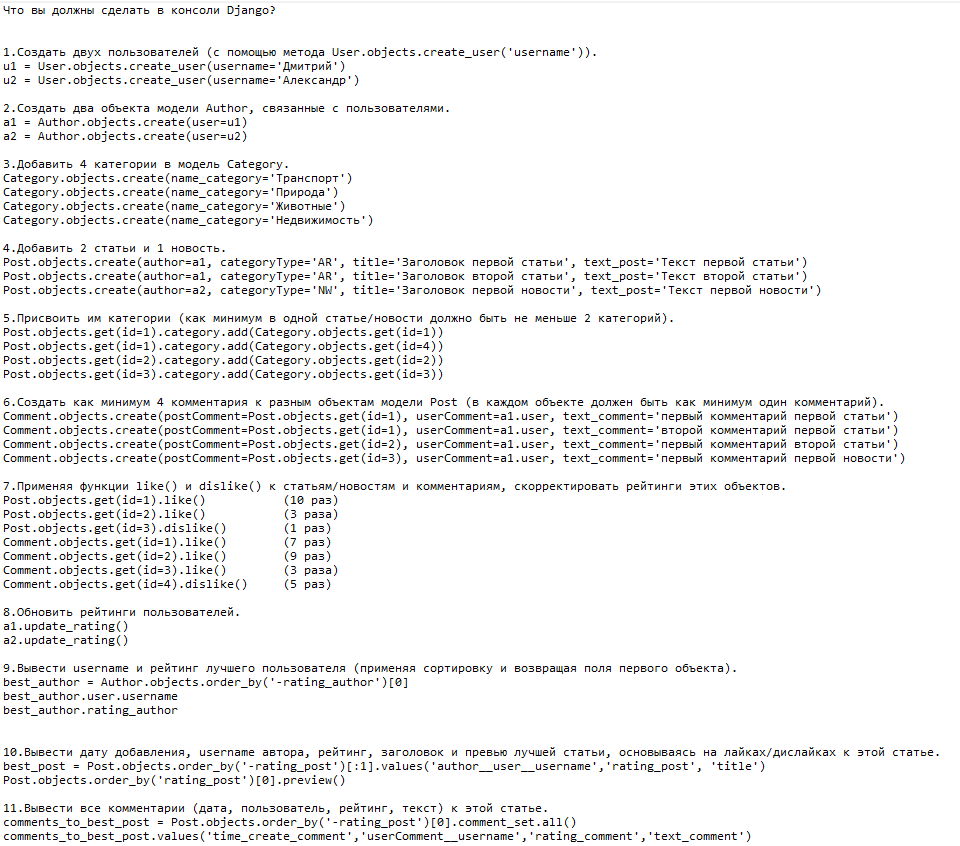 Что вы должны сделать в консоли Django?
1.Создать двух пользователей (с помощью метода User.objects.create_user('username')).
u1 = User.objects.create_user(username='Дмитрий')
u2 = User.objects.create_user(username='Александр')
2.Создать два объекта модели Author, связанные с пользователями.
a1 = Author.objects.create(user=u1)
a2 = Author.objects.create(user=u2)
3.Добавить 4 категории в модель Category.
Category.objects.create(name_category='Транспорт')
Category.objects.create(name_category='Природа')
Category.objects.create(name_category='Животные')
Category.objects.create(name_category='Недвижимость')
4.Добавить 2 статьи и 1 новость.
Post.objects.create(author=a1, categoryType='AR', title='Заголовок первой статьи', text_post='Текст первой статьи')
Post.objects.create(author=a1, categoryType='AR', title='Заголовок второй статьи', text_post='Текст второй статьи')
Post.objects.create(author=a2, categoryType='NW', title='Заголовок первой новости', text_post='Текст первой новости')
5.Присвоить им категории (как минимум в одной статье/новости должно быть не меньше 2 категорий).
Post.objects.get(id=1).category.add(Category.objects.get(id=1))
Post.objects.get(id=1).category.add(Category.objects.get(id=4))
Post.objects.get(id=2).category.add(Category.objects.get(id=2))
Post.objects.get(id=3).category.add(Category.objects.get(id=3))
6.Создать как минимум 4 комментария к разным объектам модели Post (в каждом объекте должен быть как минимум один комментарий).
Comment.objects.create(postComment=Post.objects.get(id=1), userComment=a1.user, text_comment='первый комментарий первой статьи')
Comment.objects.create(postComment=Post.objects.get(id=1), userComment=a1.user, text_comment='второй комментарий первой статьи')
Comment.objects.create(postComment=Post.objects.get(id=2), userComment=a1.user, text_comment='первый комментарий второй статьи')
Comment.objects.create(postComment=Post.objects.get(id=3), userComment=a1.user, text_comment='первый комментарий первой новости')
7.Применяя функции like() и dislike() к статьям/новостям и комментариям, скорректировать рейтинги этих объектов.
Post.objects.get(id=1).like() (10 раз)
Post.objects.get(id=2).like() (3 раза)
Post.objects.get(id=3).dislike() (1 раз)
Comment.objects.get(id=1).like() (7 раз)
Comment.objects.get(id=2).like() (9 раз)
Comment.objects.get(id=3).like() (3 раза)
Comment.objects.get(id=4).dislike() (5 раз)
8.Обновить рейтинги пользователей.
a1.update_rating()
a2.update_rating()
9.Вывести username и рейтинг лучшего пользователя (применяя сортировку и возвращая поля первого объекта).
best_author = Author.objects.order_by('-rating_author')[0]
best_author.user.username
best_author.rating_author
10.Вывести дату добавления, username автора, рейтинг, заголовок и превью лучшей статьи, основываясь на лайках/дислайках к этой статье.
best_post = Post.objects.order_by('-rating_post')[:1].values('author__user__username','rating_post', 'title')
Post.objects.order_by('rating_post')[0].preview()
11.Вывести все комментарии (дата, пользователь, рейтинг, текст) к этой статье.
comments_to_best_post = Post.objects.order_by('-rating_post')[0].comment_set.all()
comments_to_best_post.values('time_create_comment','userComment__username','rating_comment','text_comment')